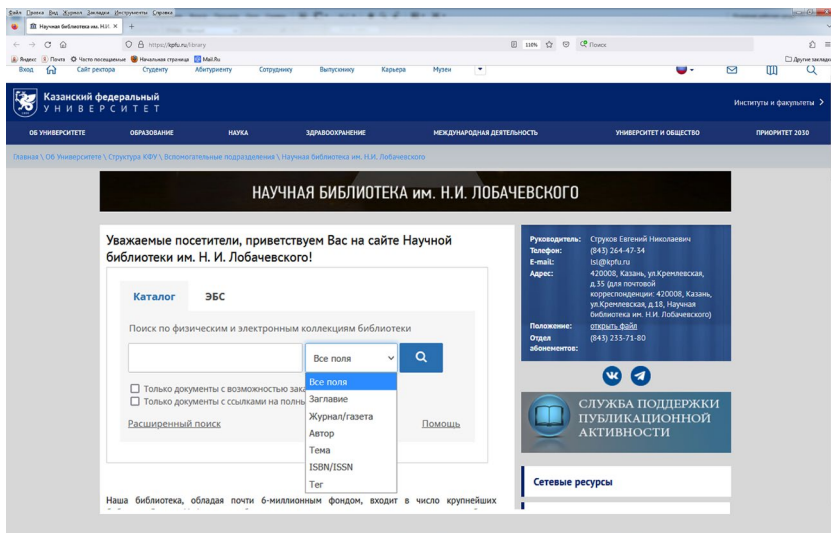 Файл Правка Вид Журнал Закладки Инструменты Справка
Научная библиотека им. Н.И. ×
https://kpfu.ru/library
110%
Поиск
Яндекс Почта Часто посещаемые Начальная страница Mail.Ru
Другие закладки
Вход Сайт ректора Студенту Абитуриенту Сотруднику Выпускнику Карьера Музеи
Казанский федеральный
УНИВЕРСИТЕТ
Институты и факультеты
ОБ УНИВЕРСИТЕТЕ ОБРАЗОВАНИЕ НАУКА ЗДРАВООХРАНЕНИЕ МЕЖДУНАРОДНАЯ ДЕЯТЕЛЬНОСТЬ УНИВЕРСИТЕТ И ОБЩЕСТВО ПРИОРИТЕТ 2030
Главная \ Об Университете \ Структура КФУ \ Вспомогательные подразделения \ Научная библиотека им. Н.И. Лобачевского
НАУЧНАЯ БИБЛИОТЕКА им. Н.И. ЛОБАЧЕВСКОГО
Уважаемые посетители, приветствуем Вас на сайте Научной
библиотеки им. Н. И. Лобачевского!
Каталог ЭБС
Поиск по физическим и электронным коллекциям библиотеки
Все поля
Все поля
Заглавие
Журнал/газета
Автор
Тема
ISBN/ISSN
Тег
Только документы с возможностью зака
Только документы с ссылками на полны
Расширенный поиск Помощь
Наша библиотека, обладая почти 6-миллионным фондом, входит в число крупнейших
Руководитель: Струков Евгений Николаевич
Телефон: (843) 264-47-34
E-mail: lsl@kpfu.ru
Адрес: 420008, Казань, ул.Кремлевская,
д.35 (для почтовой
корреспонденции: 420008, Казань,
ул.Кремлевская, д.18, Научная
библиотека им. Н.И. Лобачевского)
Положение: открыть файл
Отдел (843) 233-71-80
абонементов:
СЛУЖБА ПОДДЕРЖКИ
ПУБЛИКАЦИОННОЙ
АКТИВНОСТИ
Сетевые ресурсы